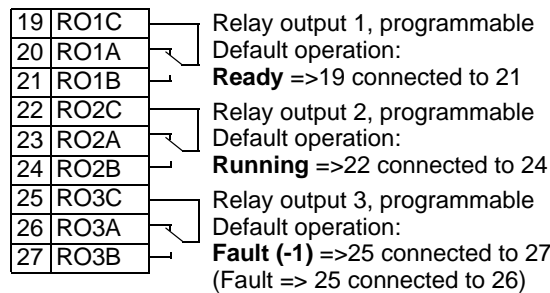 19 RO1C Relay output 1, programmable
20 RO1A Default operation:
21 RO1B Ready =>19 connected to 21
22 RO2C Relay output 2, programmable
23 RO2A Default operation:
24 RO2B Running =>22 connected to 24
25 RO3C Relay output 3, programmable
26 RO3A Default operation:
27 RO3B Fault (-1) =>25 connected to 27
(Fault => 25 connected to 26)